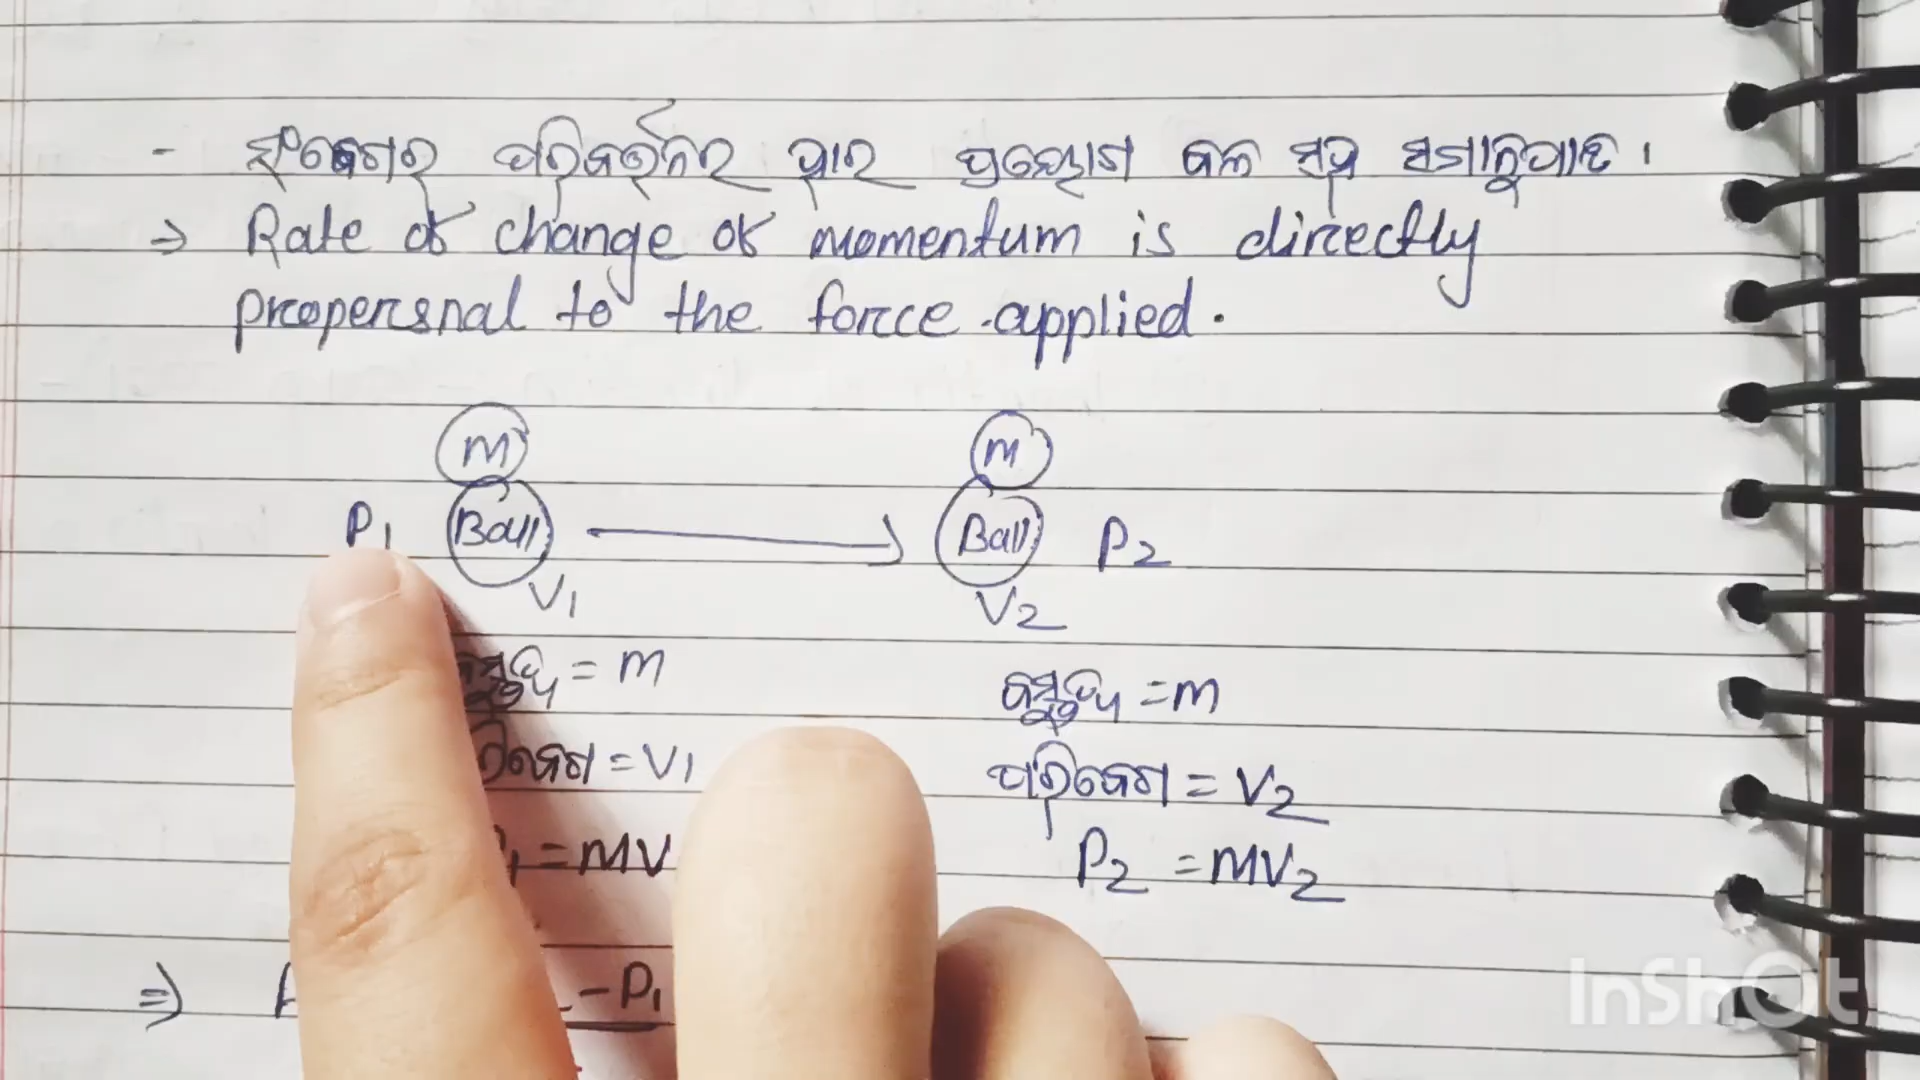 - ସଂବେଗର ପରିବର୍ତ୍ତନର ହାର ପ୍ରୟୋଗ ବଳ ସହ ସମାନୁପାତ ।
⇒ Rate of change of momentum is directly
propersnal to the force applied.
m m
P1 Ball → Ball P2
V1 V2
= m ବସ୍ତୁତ୍ୱ = m
= V1 ପରିବେଗ = V2
= mV P2 = mV2
⇒ - P1
InShOt